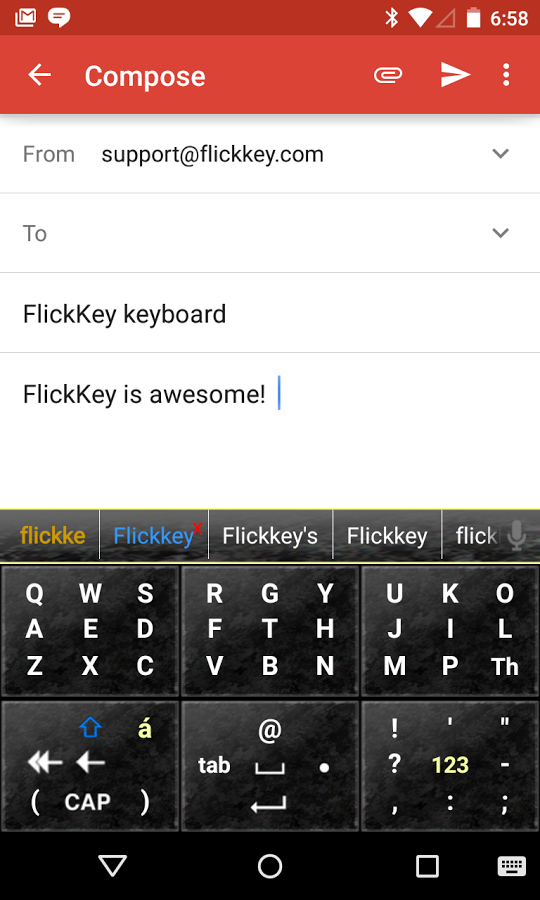 6:58
Compose
From support@flickkey.com
To
FlickKey keyboard
FlickKey is awesome!
flickke Flickkey x Flickkey's Flickkey flick
Q W S R G Y U K O
A E D F T H J I L
Z X C V B N M P Th
á @ ! ' "
tab • ? 123 -
( CAP ) , : ;